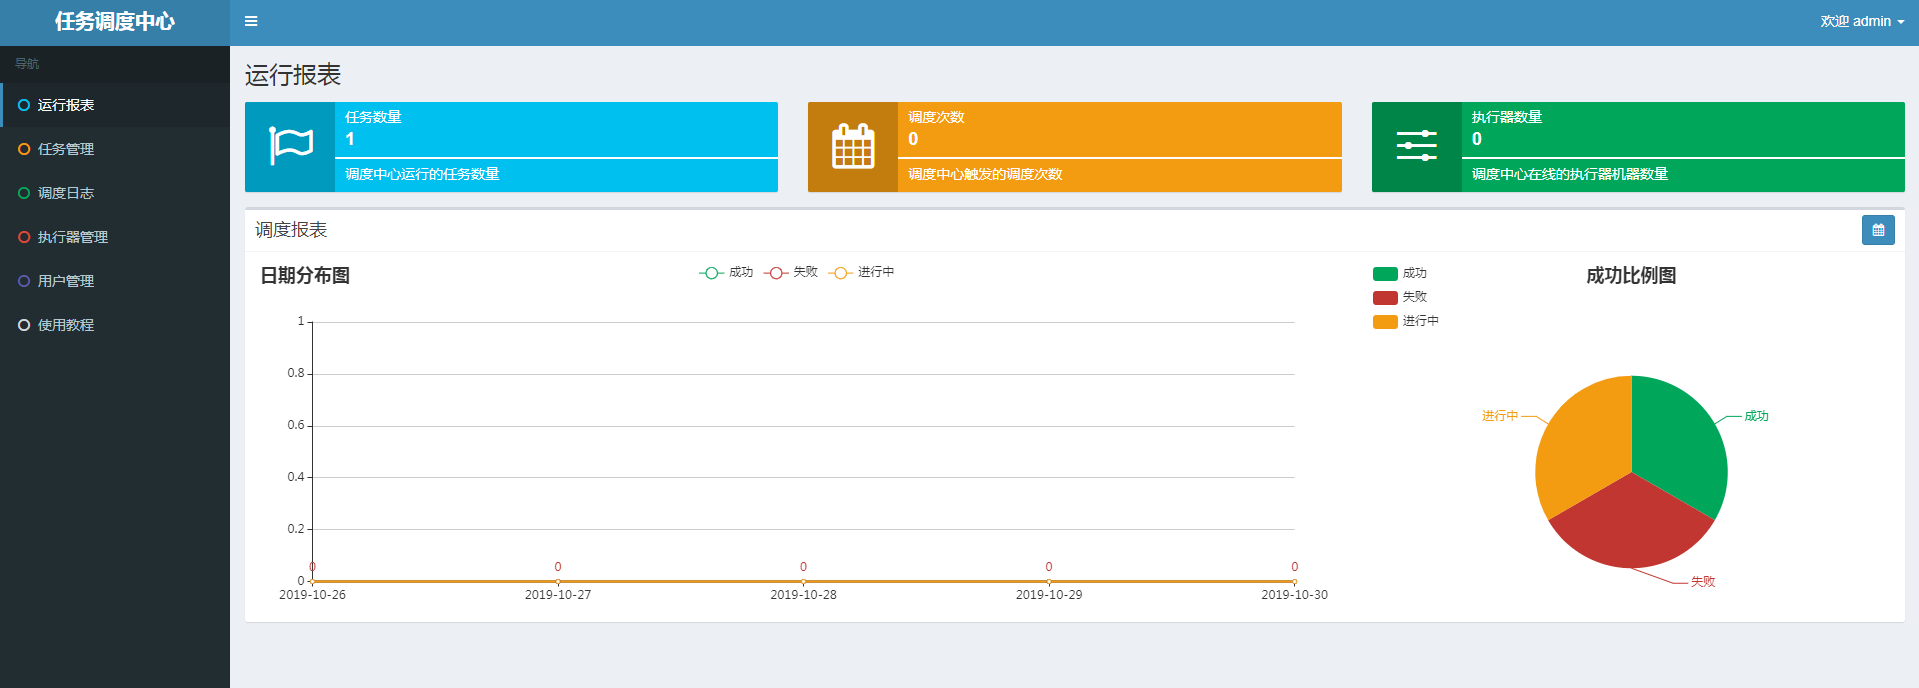 任务调度中心
欢迎 admin
导航
运行报表
任务管理
调度日志
执行器管理
用户管理
使用教程
运行报表
任务数量
1
调度中心运行的任务数量
调度次数
0
调度中心触发的调度次数
执行器数量
0
调度中心在线的执行器机器数量
调度报表
日期分布图
成功 失败 进行中
1
0.8
0.6
0.4
0.2
0
0 0 0 0 0
2019-10-26 2019-10-27 2019-10-28 2019-10-29 2019-10-30
成功
失败
进行中
成功比例图
进行中 成功
失败